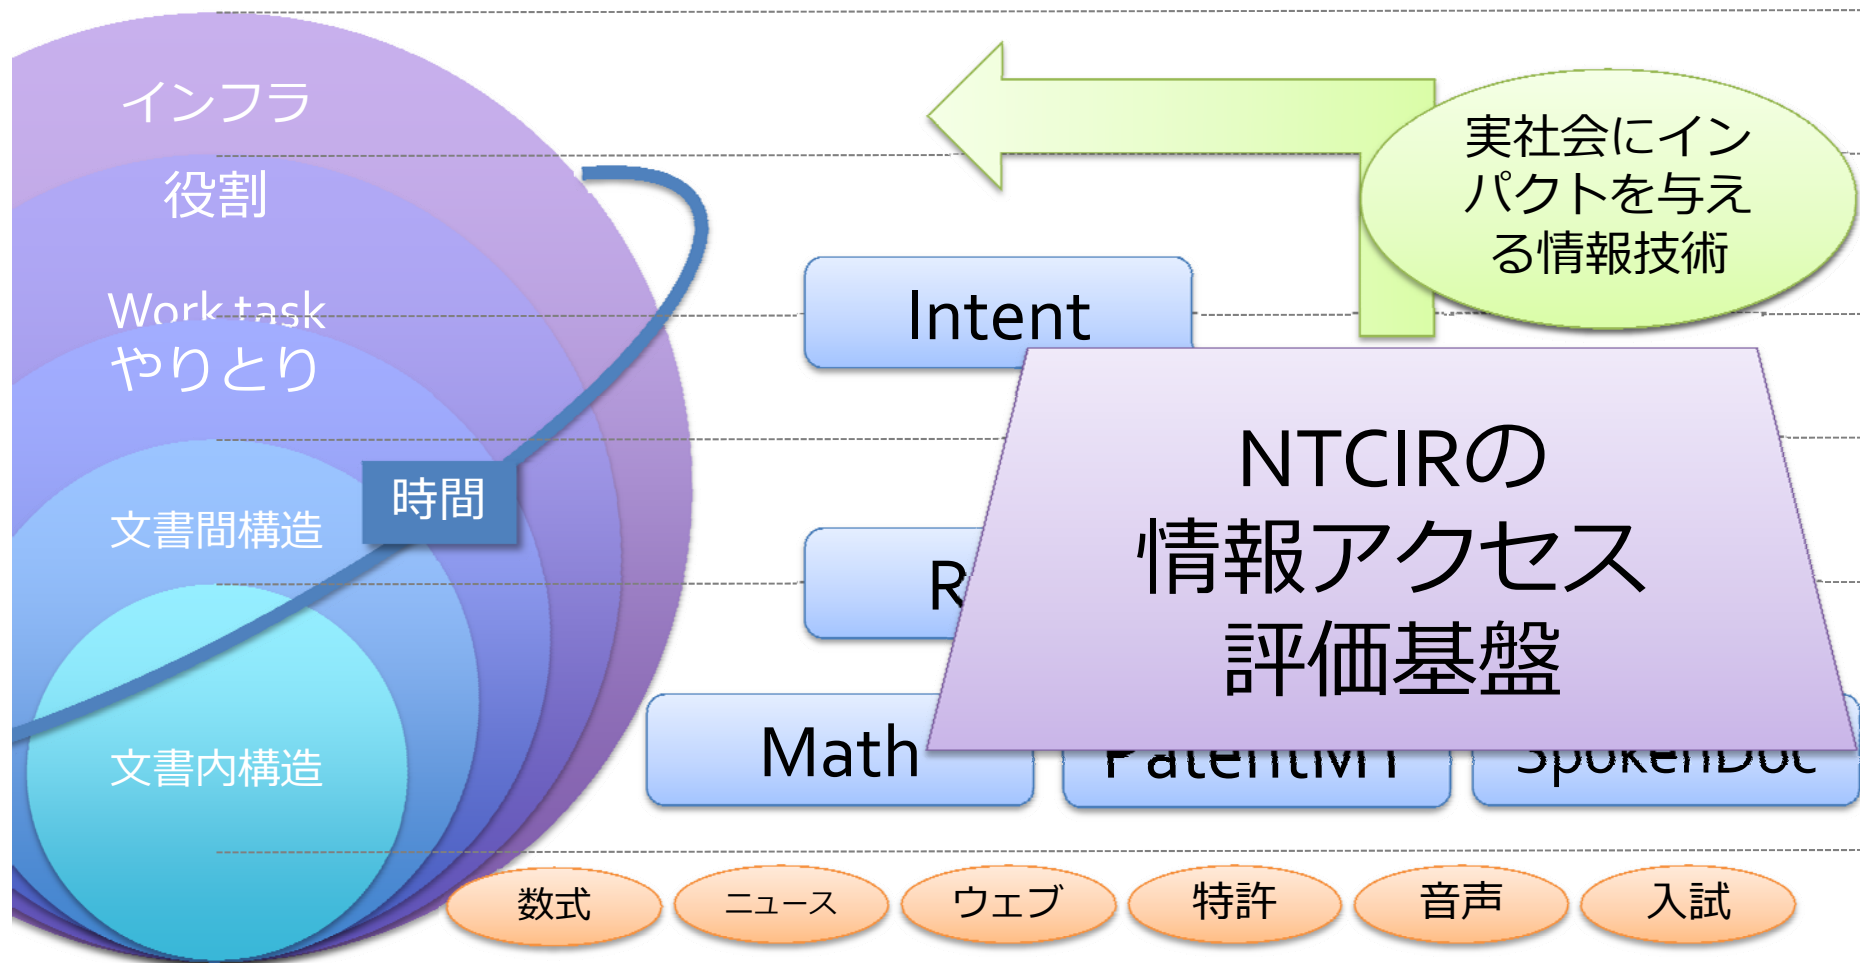 インフラ
役割
Work task
やりとり
文書間構造
文書内構造
時間
実社会にイン
パクトを与え
る情報技術
Intent
NTCIRの
情報アクセス
評価基盤
Math
PatentMT
SpokenDoc
数式
ニュース
ウェブ
特許
音声
入試